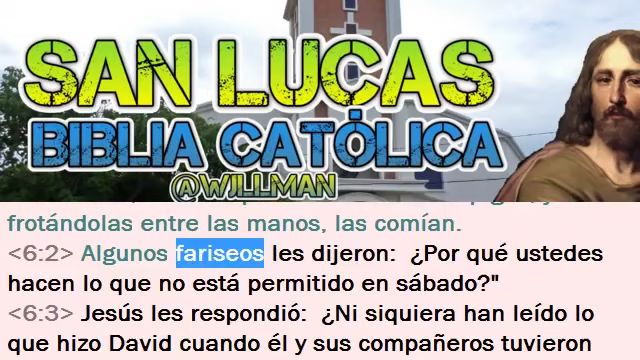 SAN LUCAS
BIBLIA CATÓLICA
@WJLLMAN
frotándolas entre las manos, las comían.
<6:2> Algunos fariseos les dijeron: ¿Por qué ustedes
hacen lo que no está permitido en sábado?"
<6:3> Jesús les respondió: ¿Ni siquiera han leído lo
que hizo David cuando él y sus compañeros tuvieron